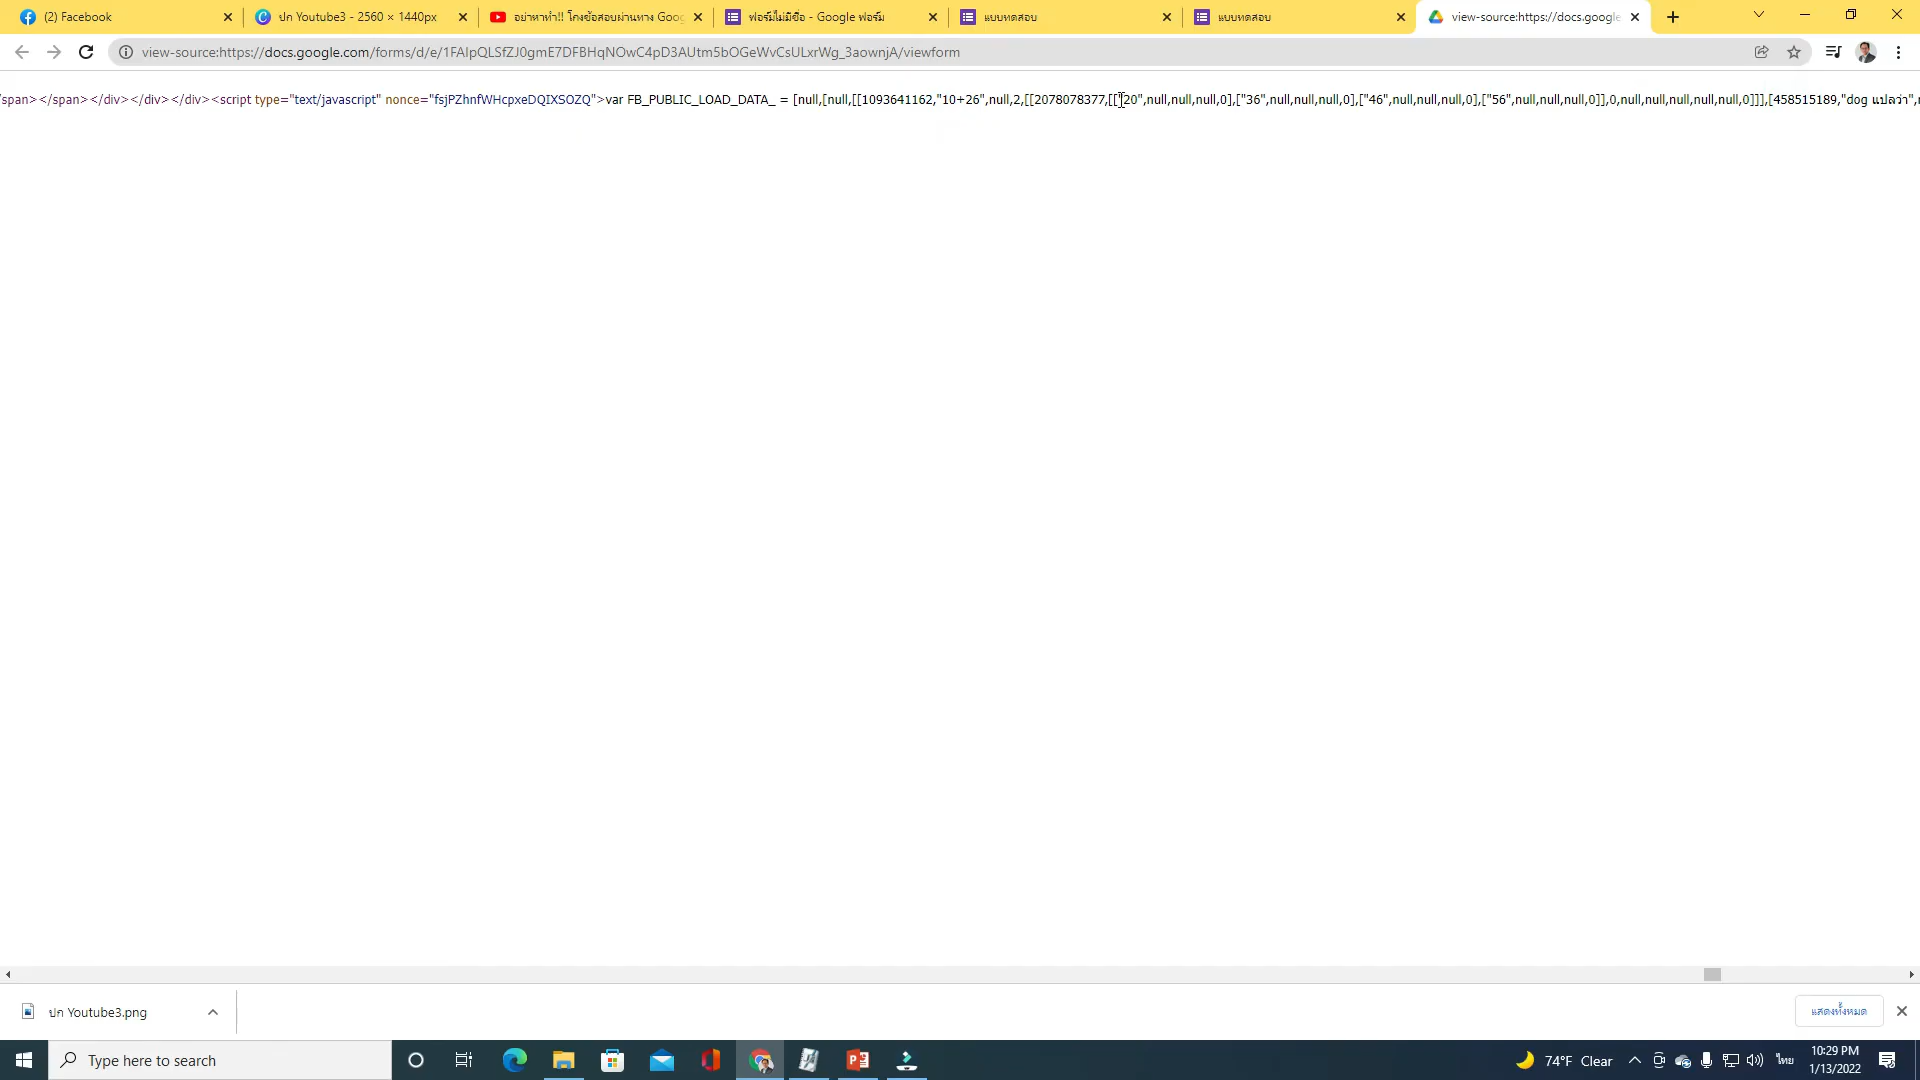 (2) Facebook
ปก Youtube3 - 2560 × 1440px
อย่าหาทำ!! โกงข้อสอบผ่านทาง Goog
ฟอร์มไม่มีชื่อ - Google ฟอร์ม
แบบทดสอบ
แบบทดสอบ
view-source:https://docs.google
view-source:https://docs.google.com/forms/d/e/1FAIpQLSfZJ0gmE7DFBHqNOwC4pD3AUtm5bOGeWvCsULxrWg_3aownjA/viewform
span></span></div></div></div><script type="text/javascript" nonce="fsjPZhnfWHcpxeDQIXSOZQ">var FB_PUBLIC_LOAD_DATA_ = [null,[null,[[1093641162,"10+26",null,2,[[2078078377,[["20",null,null,null,0],["36",null,null,null,0],["46",null,null,null,0],["56",null,null,null,0]],0,null,null,null,null,null,0]]],[458515189,"dog แปลว่า",
ปก Youtube3.png
แสดงทั้งหมด
Type here to search
74°F Clear
ไทย
10:29 PM
1/13/2022